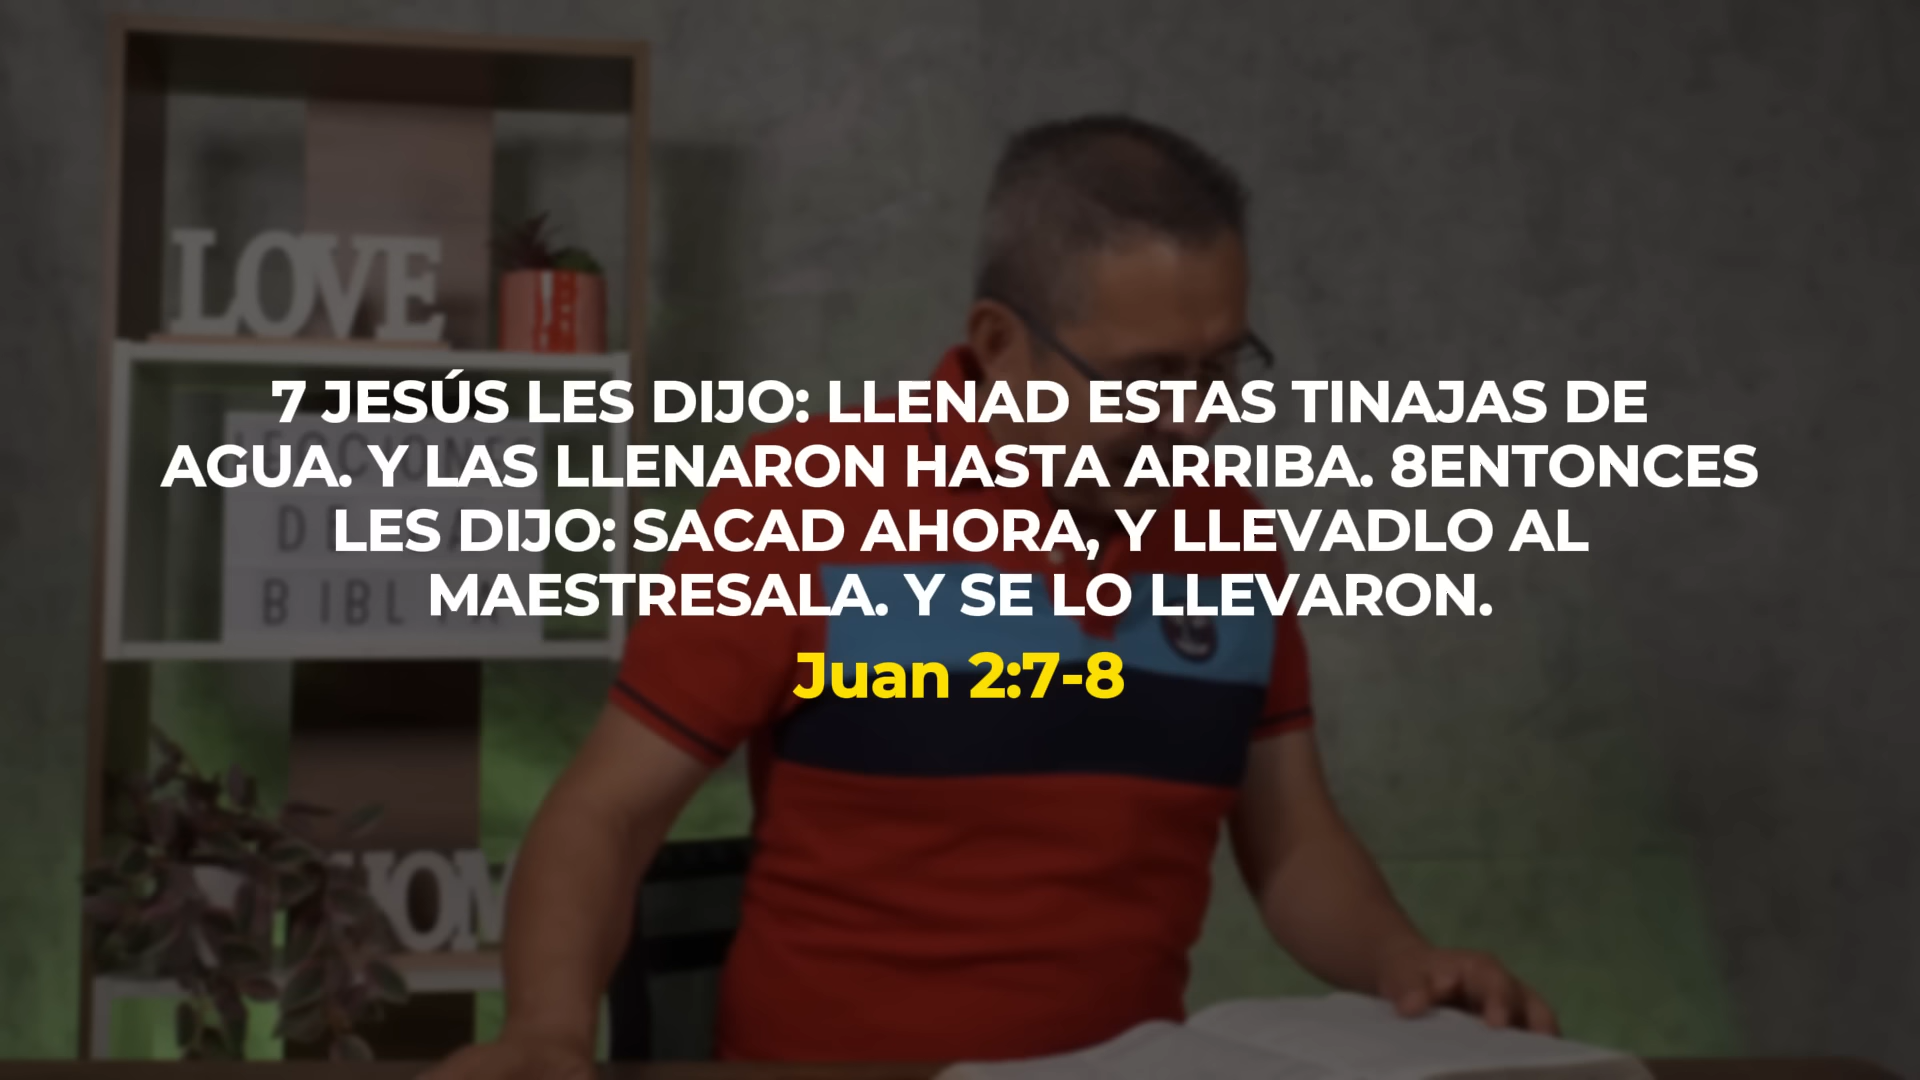 LOVE
7 JESÚS LES DIJO: LLENAD ESTAS TINAJAS DE
AGUA. Y LAS LLENARON HASTA ARRIBA. 8ENTONCES
LES DIJO: SACAD AHORA, Y LLEVADLO AL
MAESTRESALA. Y SE LO LLEVARON.
Juan 2:7-8